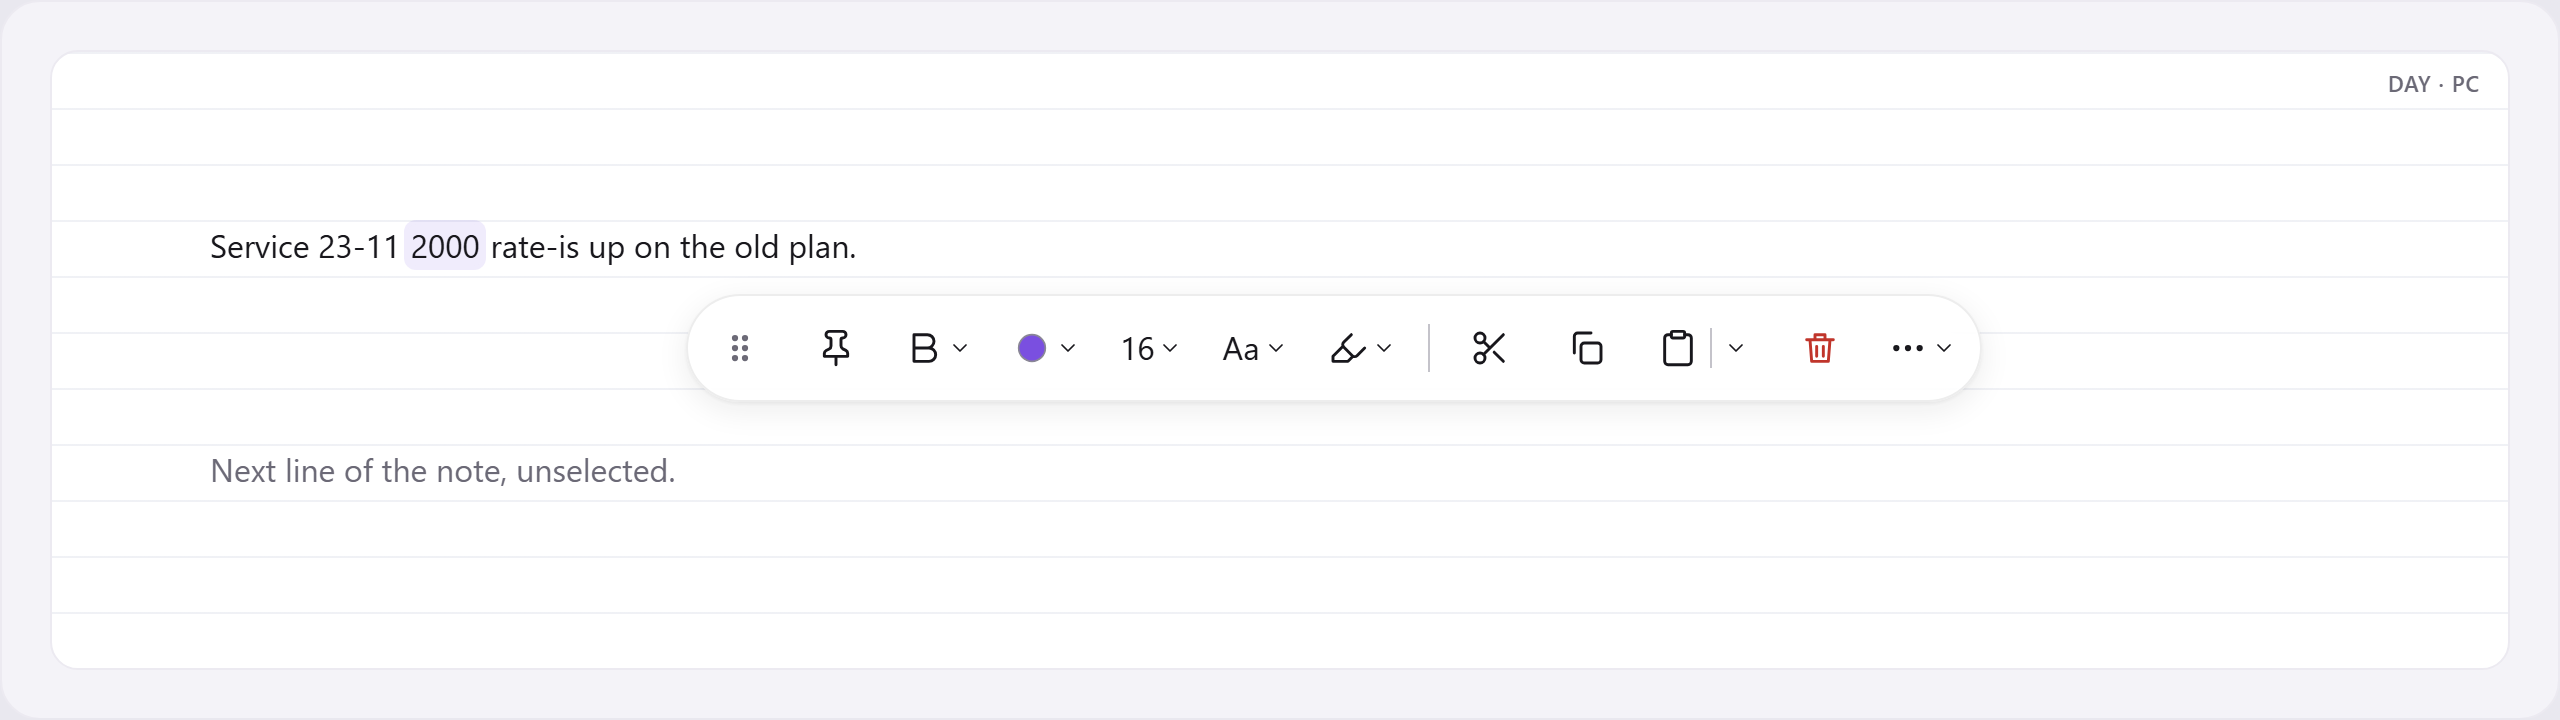 DAY · PC
Service 23-11 2000 rate-is up on the old plan.
B 16 Aa
Next line of the note, unselected.